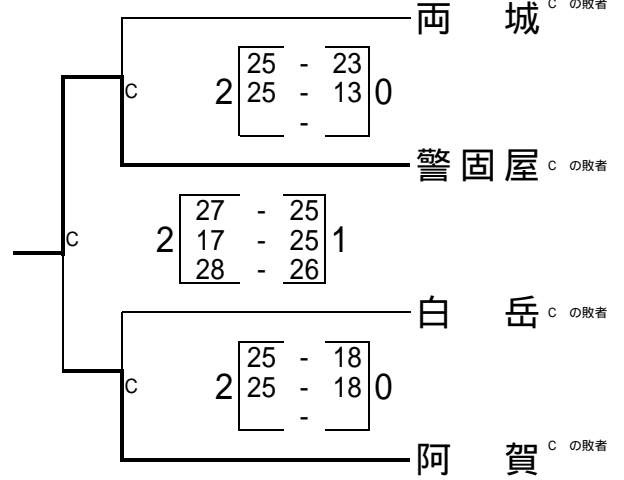 両 城 C の敗者
25 - 23
C 2 25 - 13 0
-
警固屋 C の敗者
27 - 25
C 2 17 - 25 1
28 - 26
白 岳 C の敗者
25 - 18
C 2 25 - 18 0
-
阿 賀 C の敗者